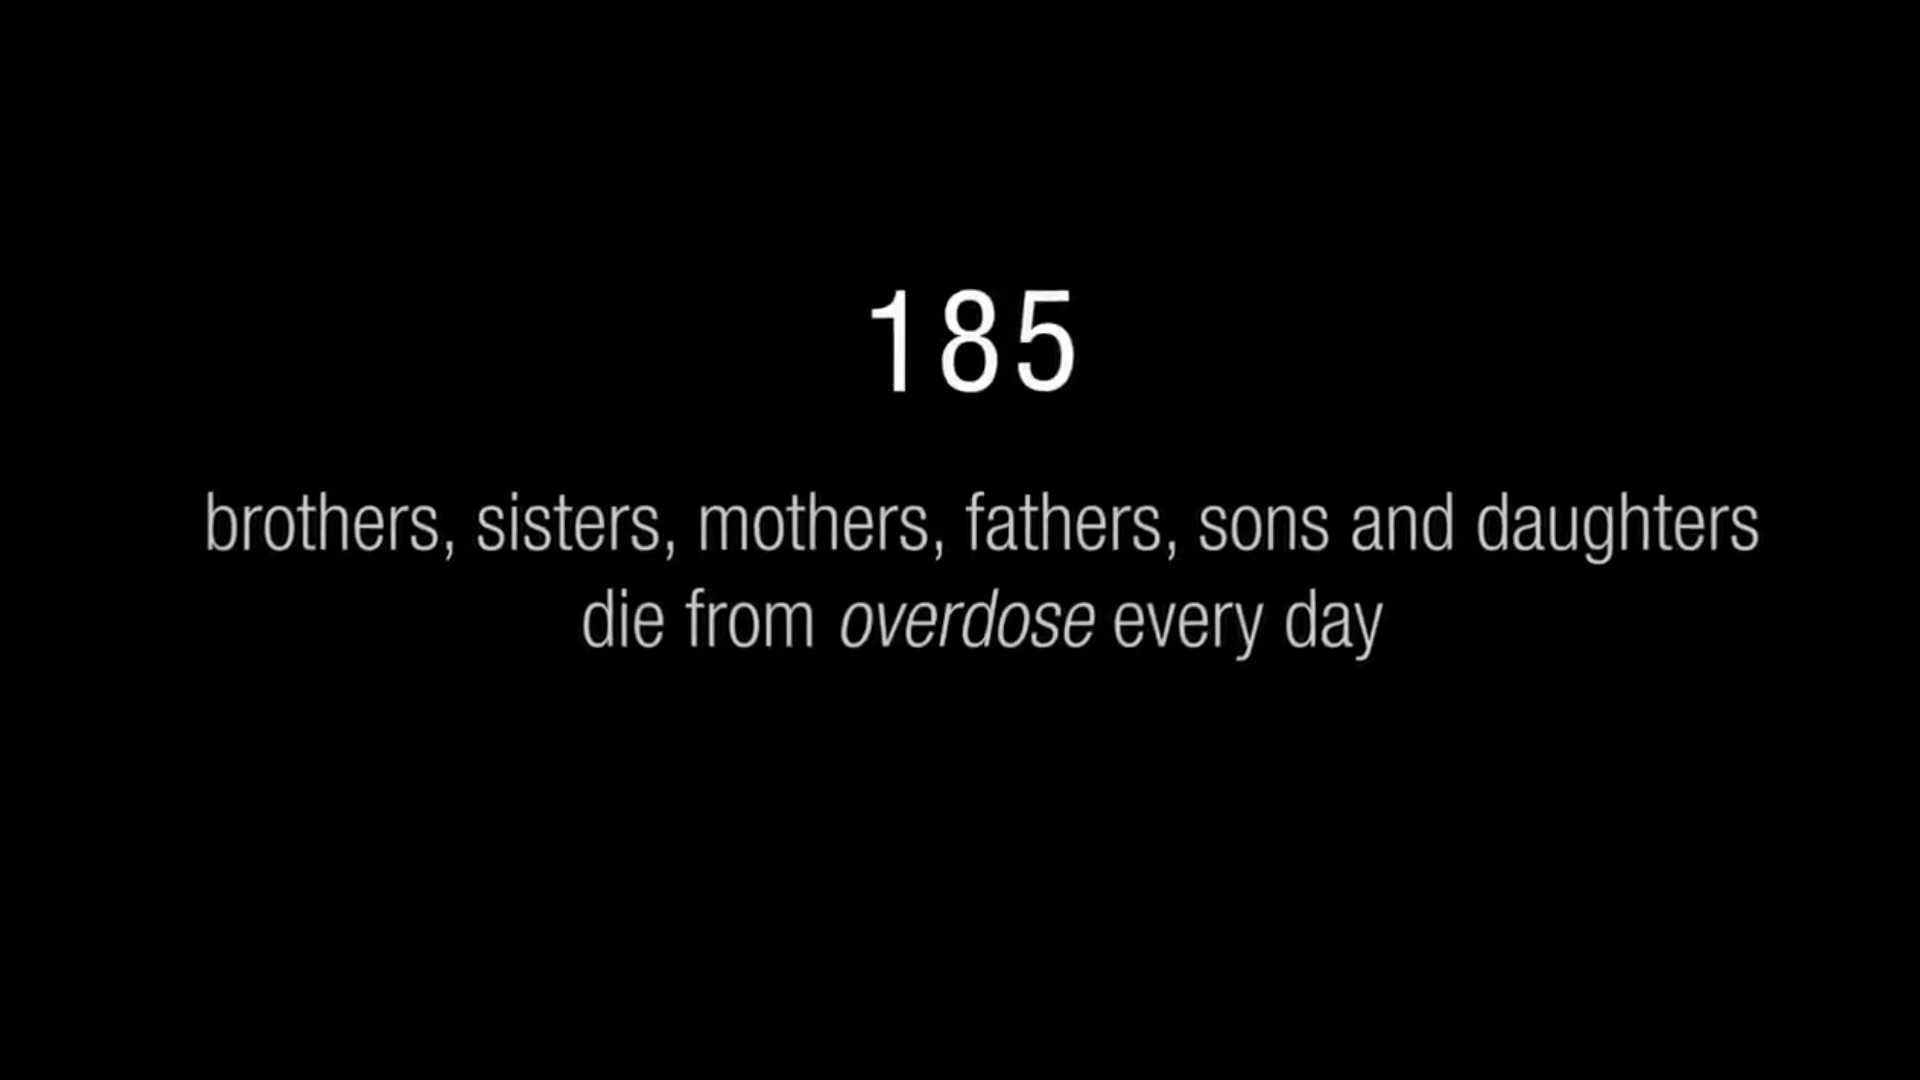 185
brothers, sisters, mothers, fathers, sons and daughters
die from overdose every day